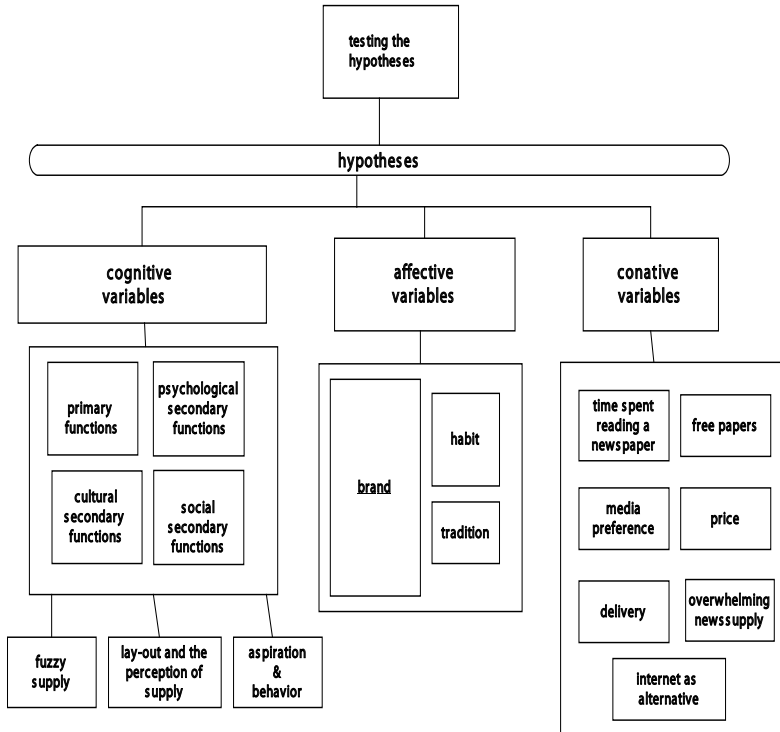 testing the
hypotheses
hypotheses
cognitive
variables
affective
variables
conative
variables
primary
functions
psychological
secondary
functions
cultural
secondary
functions
social
secondary
functions
fuzzy
supply
lay-out and the
perception of
supply
aspiration
&
behavior
brand
habit
tradition
time spent
reading a
newspaper
free papers
media
preference
price
delivery
overwhelming
newssupply
internet as
alternative